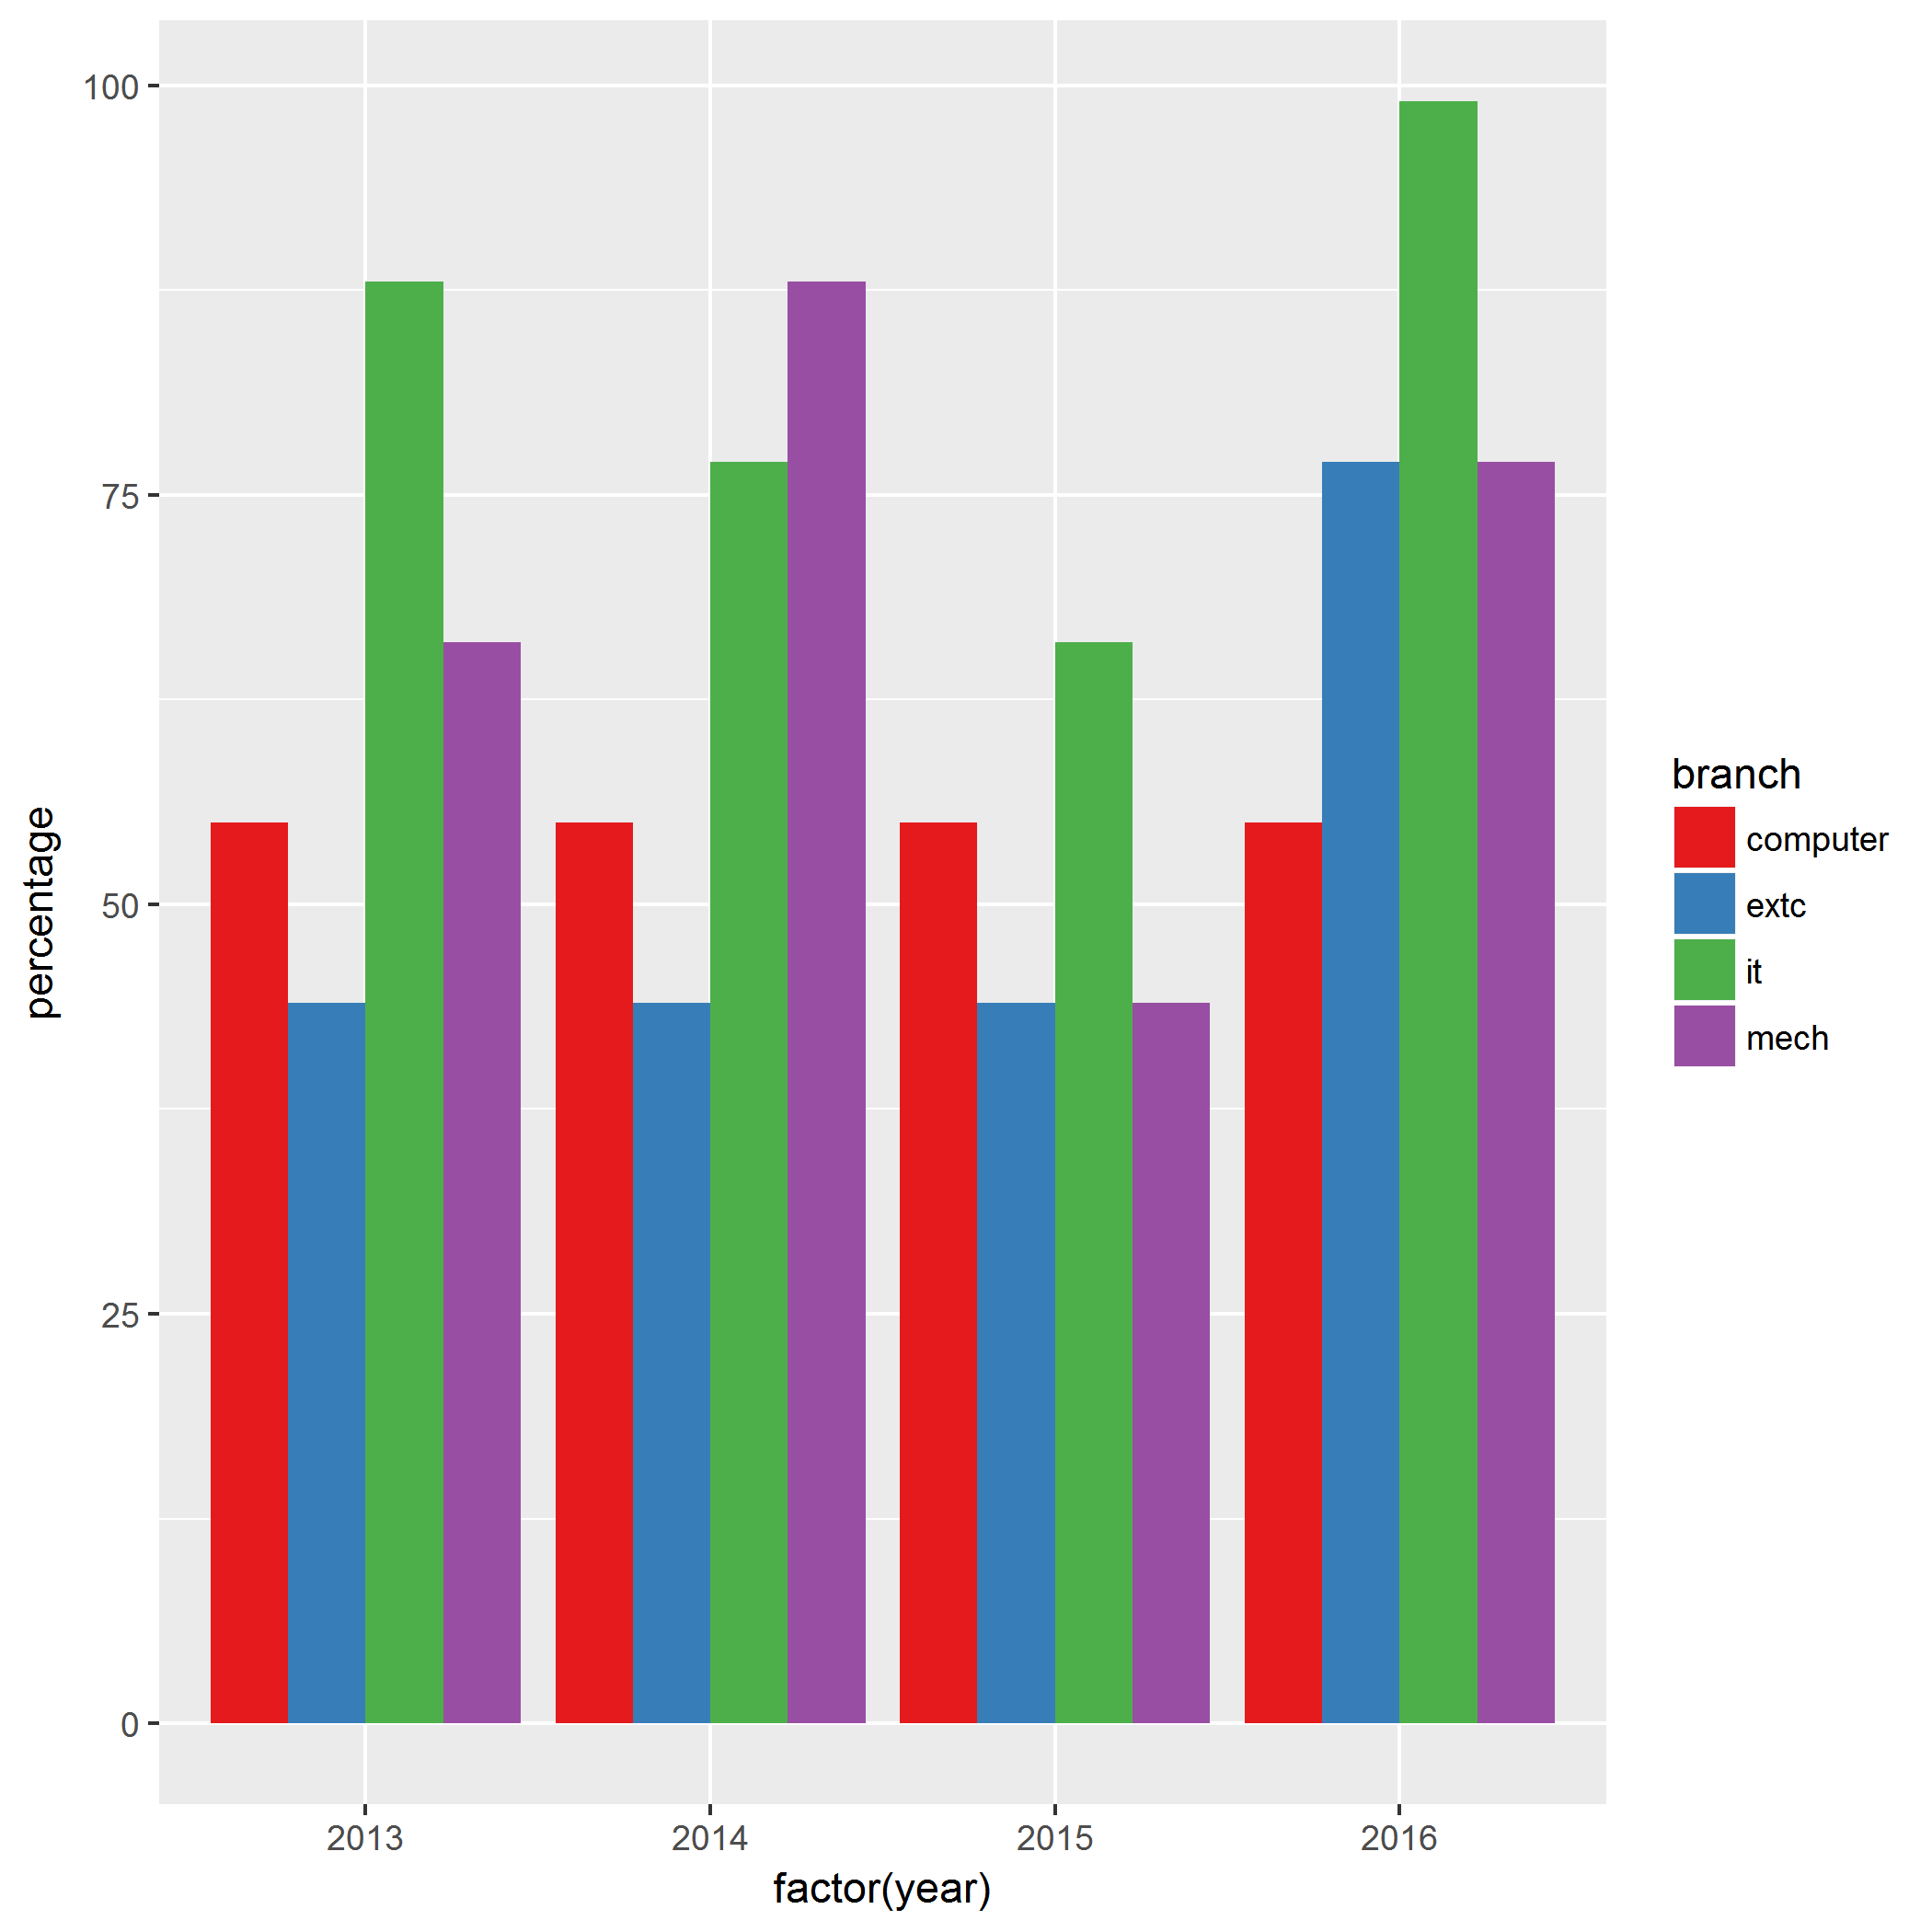 100
75
50
25
0
percentage
2013 2014 2015 2016
factor(year)
branch
computer
extc
it
mech